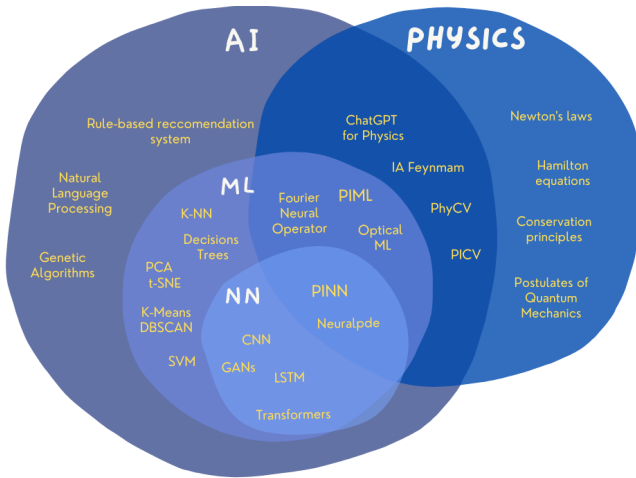 AI
PHYSICS
Rule-based reccomendation
system
ChatGPT
for Physics
Newton's laws
IA Feynmam
Hamilton
equations
Natural
Language
Processing
ML
Fourier
Neural
Operator
PIML
PhyCV
K-NN
Optical
ML
Conservation
principles
Decisions
Trees
PICV
Genetic
Algorithms
PCA
t-SNE
Postulates of
Quantum
Mechanics
NN
PINN
K-Means
DBSCAN
Neuralpde
CNN
SVM
GANs
LSTM
Transformers